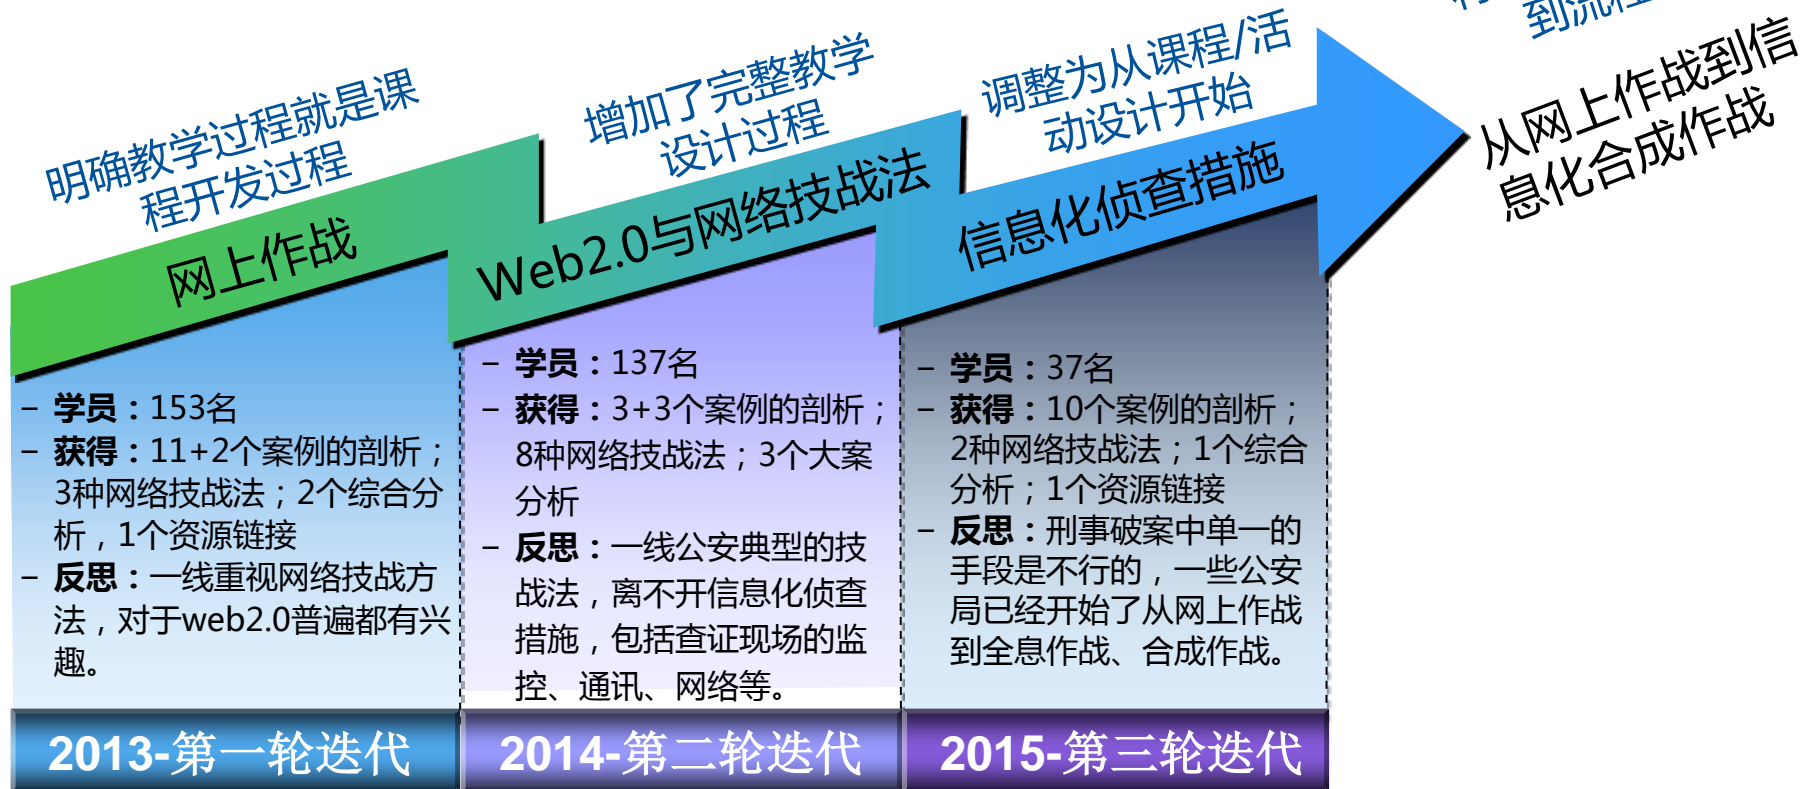 明确教学过程就是课
程开发过程
增加了完整教学
设计过程
调整为从课程/活
动设计开始
到流程
从网上作战到信
息化合成作战
网上作战
Web2.0与网络技战法
信息化侦查措施
– 学员：153名
– 获得：11+2个案例的剖析；
3种网络技战法；2个综合分
析，1个资源链接
– 反思：一线重视网络技战方
法，对于web2.0普遍都有兴
趣。
2013-第一轮迭代
– 学员：137名
– 获得：3+3个案例的剖析；
8种网络技战法；3个大案
分析
– 反思：一线公安典型的技
战法，离不开信息化侦查
措施，包括查证现场的监
控、通讯、网络等。
2014-第二轮迭代
– 学员：37名
– 获得：10个案例的剖析；
2种网络技战法；1个综合
分析；1个资源链接
– 反思：刑事破案中单一的
手段是不行的，一些公安
局已经开始了从网上作战
到全息作战、合成作战。
2015-第三轮迭代